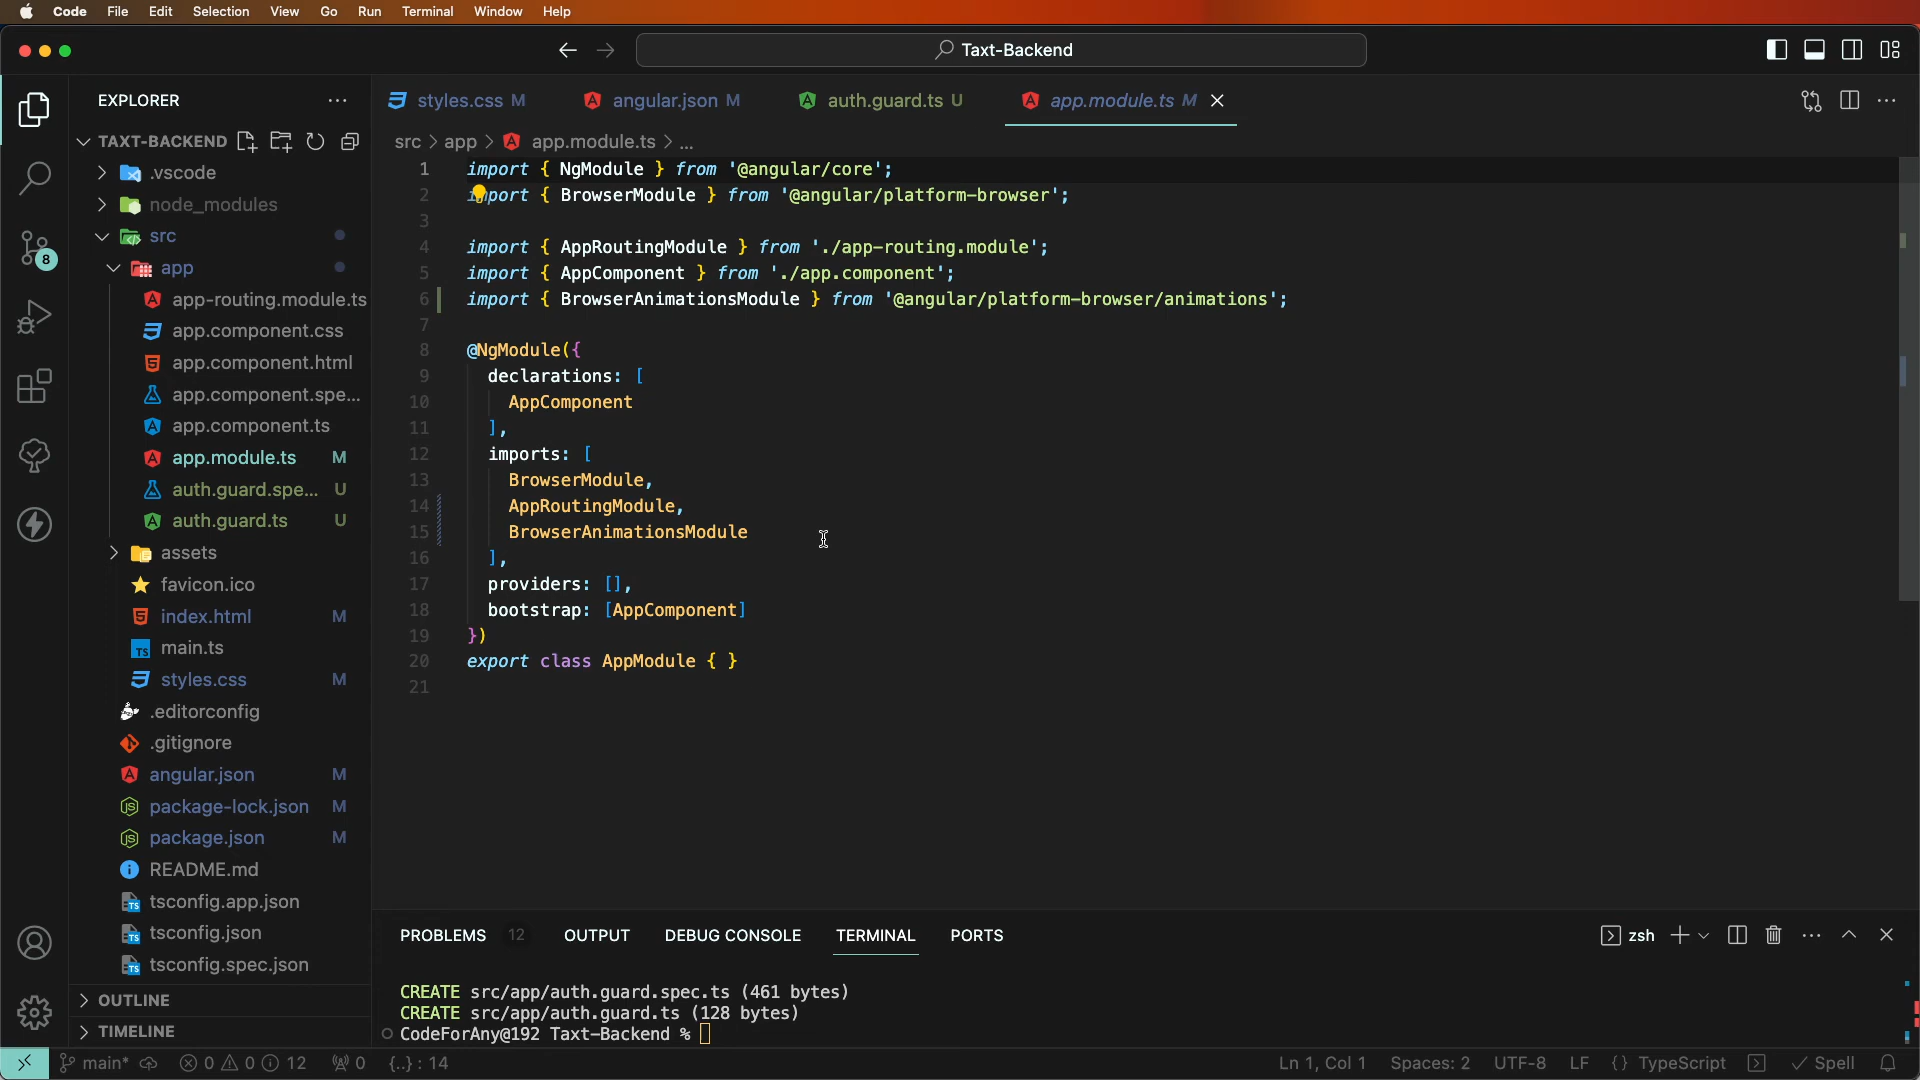 Code File Edit Selection View Go Run Terminal Window Help
Taxt-Backend
EXPLORER
styles.css M
angular.json M
auth.guard.ts U
app.module.ts M
TAXT-BACKEND
src > app > app.module.ts > ...
.vscode
node_modules
src
app
app-routing.module.ts
app.component.css
app.component.html
app.component.spe...
app.component.ts
app.module.ts M
auth.guard.spe... U
auth.guard.ts U
assets
favicon.ico
index.html M
main.ts
styles.css M
.editorconfig
.gitignore
angular.json M
package-lock.json M
package.json M
README.md
tsconfig.app.json
tsconfig.json
tsconfig.spec.json
OUTLINE
TIMELINE
8
1 import { NgModule } from '@angular/core';
2 import { BrowserModule } from '@angular/platform-browser';
3
4 import { AppRoutingModule } from './app-routing.module';
5 import { AppComponent } from './app.component';
6 import { BrowserAnimationsModule } from '@angular/platform-browser/animations';
7
8 @NgModule({
9 declarations: [
10 AppComponent
11 ],
12 imports: [
13 BrowserModule,
14 AppRoutingModule,
15 BrowserAnimationsModule
16 ],
17 providers: [],
18 bootstrap: [AppComponent]
19 })
20 export class AppModule { }
21
PROBLEMS 12 OUTPUT DEBUG CONSOLE TERMINAL PORTS
zsh
CREATE src/app/auth.guard.spec.ts (461 bytes)
CREATE src/app/auth.guard.ts (128 bytes)
CodeForAny@192 Taxt-Backend %
main* 0 0 12 0 {..} : 14
Ln 1, Col 1 Spaces: 2 UTF-8 LF {} TypeScript Spell